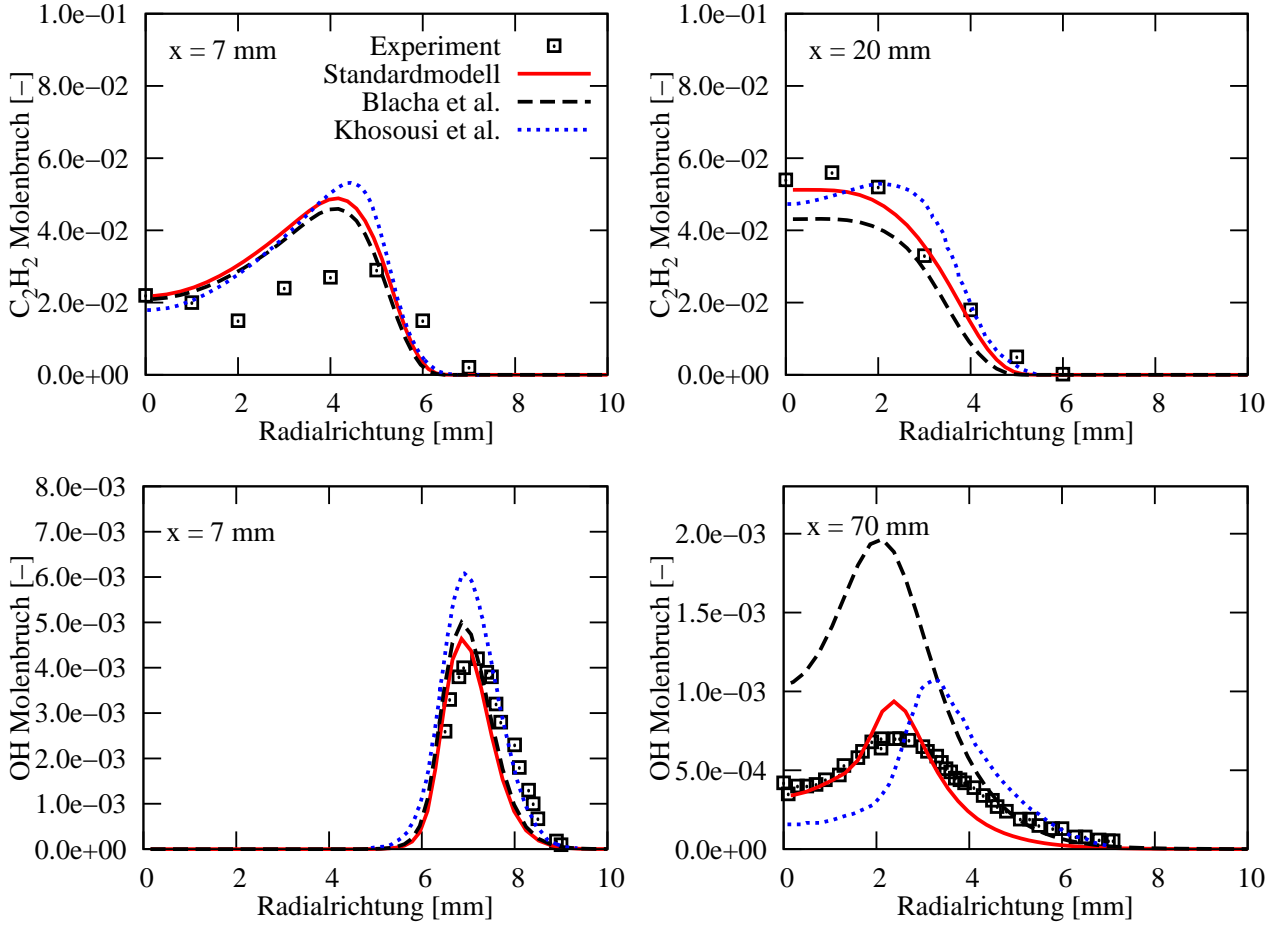 1.0e−01
8.0e−02
6.0e−02
4.0e−02
2.0e−02
0.0e+00
C2H2 Molenbruch [−]
x = 7 mm
Experiment
Standardmodell
Blacha et al.
Khosousi et al.
0 2 4 6 8 10
Radialrichtung [mm]
1.0e−01
8.0e−02
6.0e−02
4.0e−02
2.0e−02
0.0e+00
C2H2 Molenbruch [−]
x = 20 mm
0 2 4 6 8 10
Radialrichtung [mm]
8.0e−03
7.0e−03
6.0e−03
5.0e−03
4.0e−03
3.0e−03
2.0e−03
1.0e−03
0.0e+00
OH Molenbruch [−]
x = 7 mm
0 2 4 6 8 10
Radialrichtung [mm]
2.0e−03
1.5e−03
1.0e−03
5.0e−04
0.0e+00
OH Molenbruch [−]
x = 70 mm
0 2 4 6 8 10
Radialrichtung [mm]